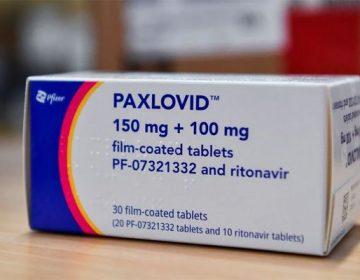 Pfizer
PAXLOVID™
150 mg + 100 mg
film-coated tablets
PF-07321332 and ritonavir
30 film-coated tablets
(20 PF-07321332 tablets and 10 ritonavir tablets)